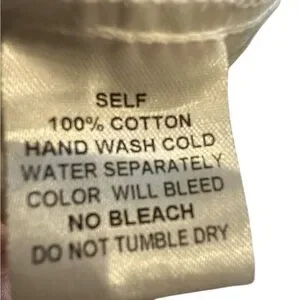 SELF
100% COTTON
HAND WASH COLD
WATER SEPARATELY
COLOR WILL BLEED
NO BLEACH
DO NOT TUMBLE DRY